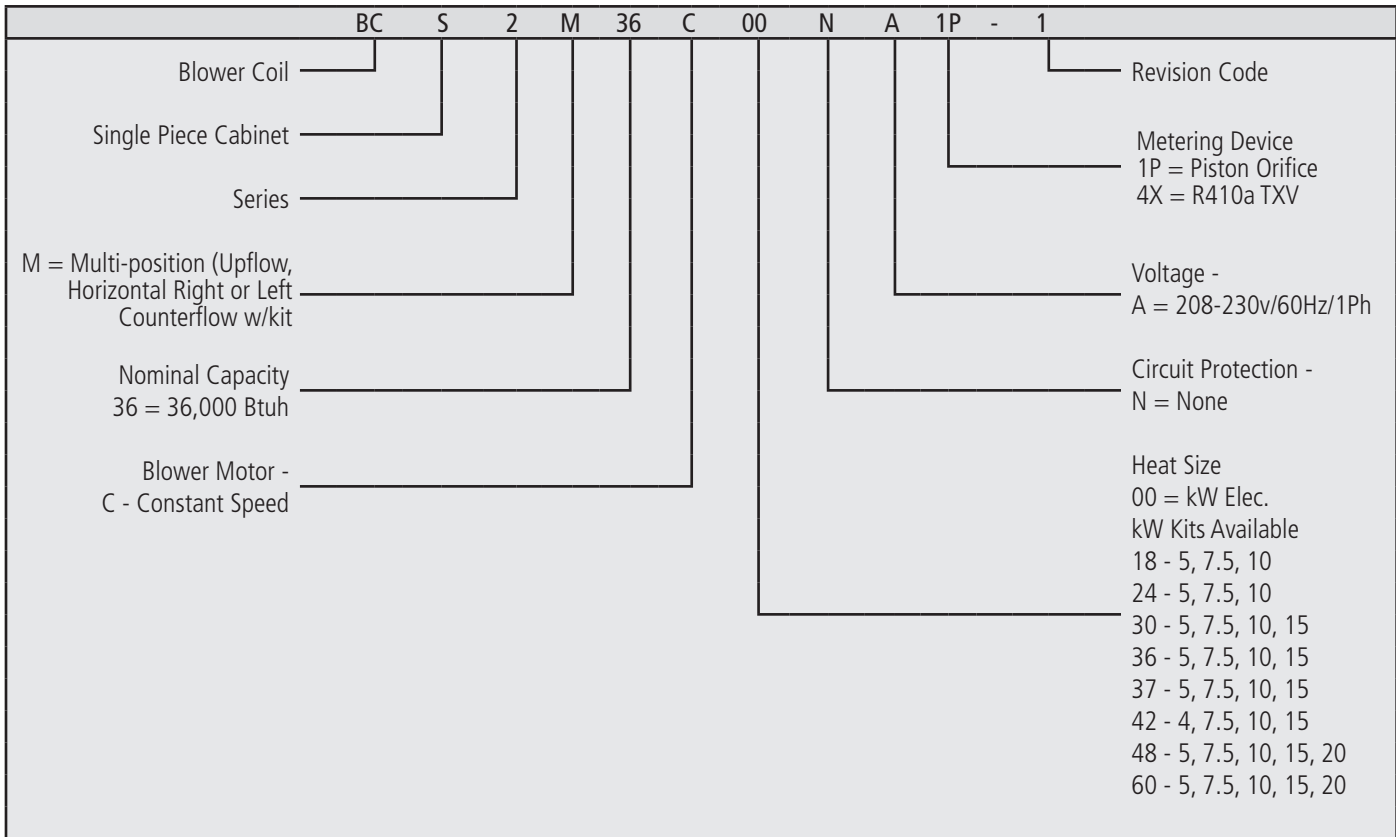 BC S 2 M 36 C 00 N A 1P - 1
Blower Coil
Single Piece Cabinet
Series
M = Multi-position (Upflow,
Horizontal Right or Left
Counterflow w/kit
Nominal Capacity
36 = 36,000 Btuh
Blower Motor -
C - Constant Speed
Revision Code
Metering Device
1P = Piston Orifice
4X = R410a TXV
Voltage -
A = 208-230v/60Hz/1Ph
Circuit Protection -
N = None
Heat Size
00 = kW Elec.
kW Kits Available
18 - 5, 7.5, 10
24 - 5, 7.5, 10
30 - 5, 7.5, 10, 15
36 - 5, 7.5, 10, 15
37 - 5, 7.5, 10, 15
42 - 4, 7.5, 10, 15
48 - 5, 7.5, 10, 15, 20
60 - 5, 7.5, 10, 15, 20